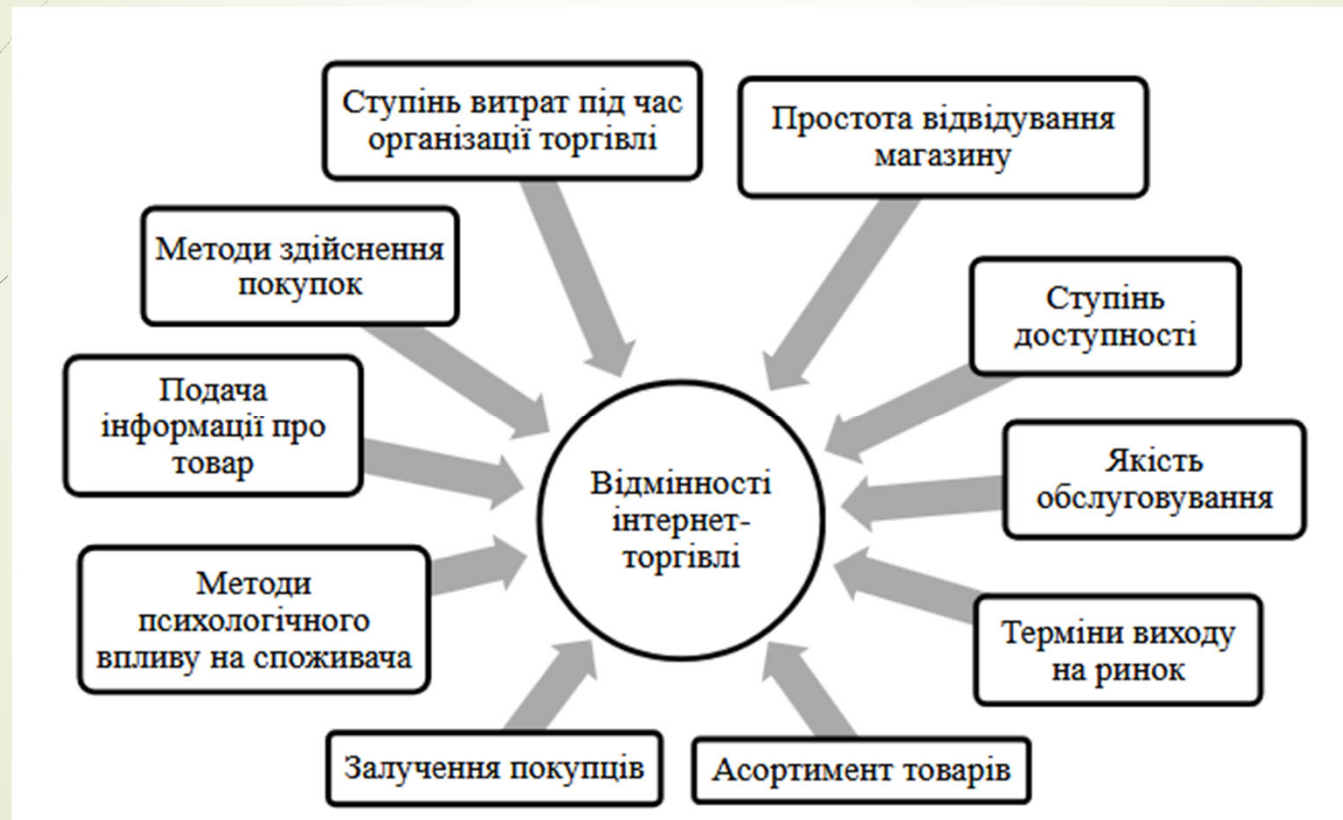 Ступінь витрат під час
організації торгівлі
Простота відвідування
магазину
Методи здійснення
покупок
Ступінь
доступності
Подача
інформації про
товар
Якість
обслуговування
Відмінності
інтернет-
торгівлі
Методи
психологічного
впливу на споживача
Терміни виходу
на ринок
Залучення покупців
Асортимент товарів